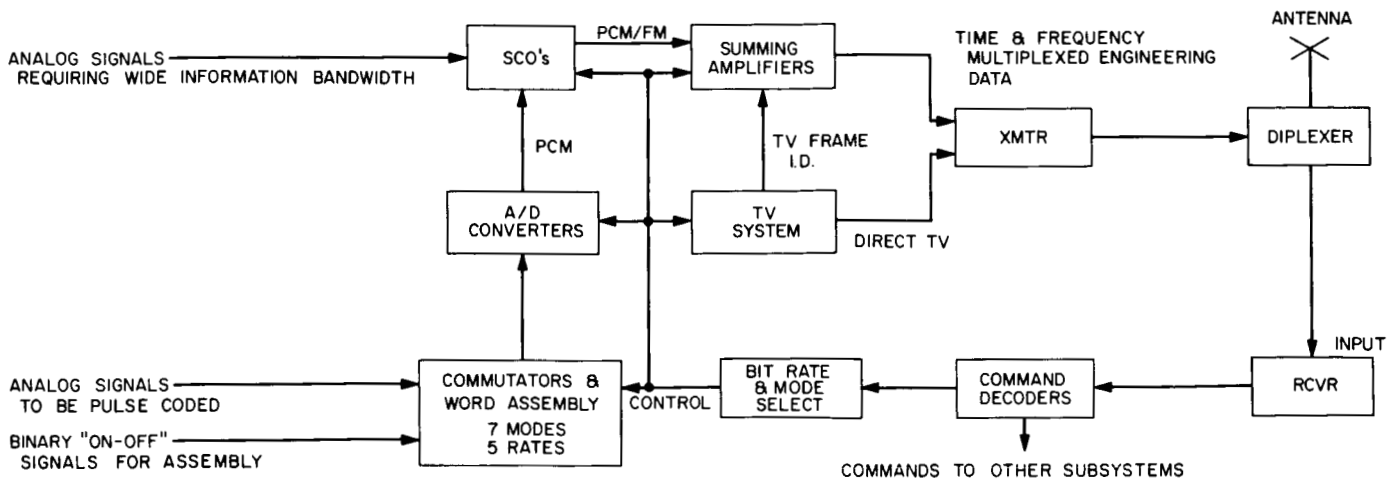 ANTENNA
PCM/FM
SCO's
SUMMING
AMPLIFIERS
TIME & FREQUENCY
MULTIPLEXED ENGINEERING
DATA
ANALOG SIGNALS
REQUIRING WIDE INFORMATION BANDWIDTH
XMTR
DIPLEXER
PCM
TV FRAME
I.D.
A/D
CONVERTERS
TV
SYSTEM
DIRECT TV
INPUT
ANALOG SIGNALS
TO BE PULSE CODED
BINARY "ON-OFF"
SIGNALS FOR ASSEMBLY
COMMUTATORS &
WORD ASSEMBLY
7 MODES
5 RATES
CONTROL
BIT RATE
& MODE
SELECT
COMMAND
DECODERS
RCVR
COMMANDS TO OTHER SUBSYSTEMS